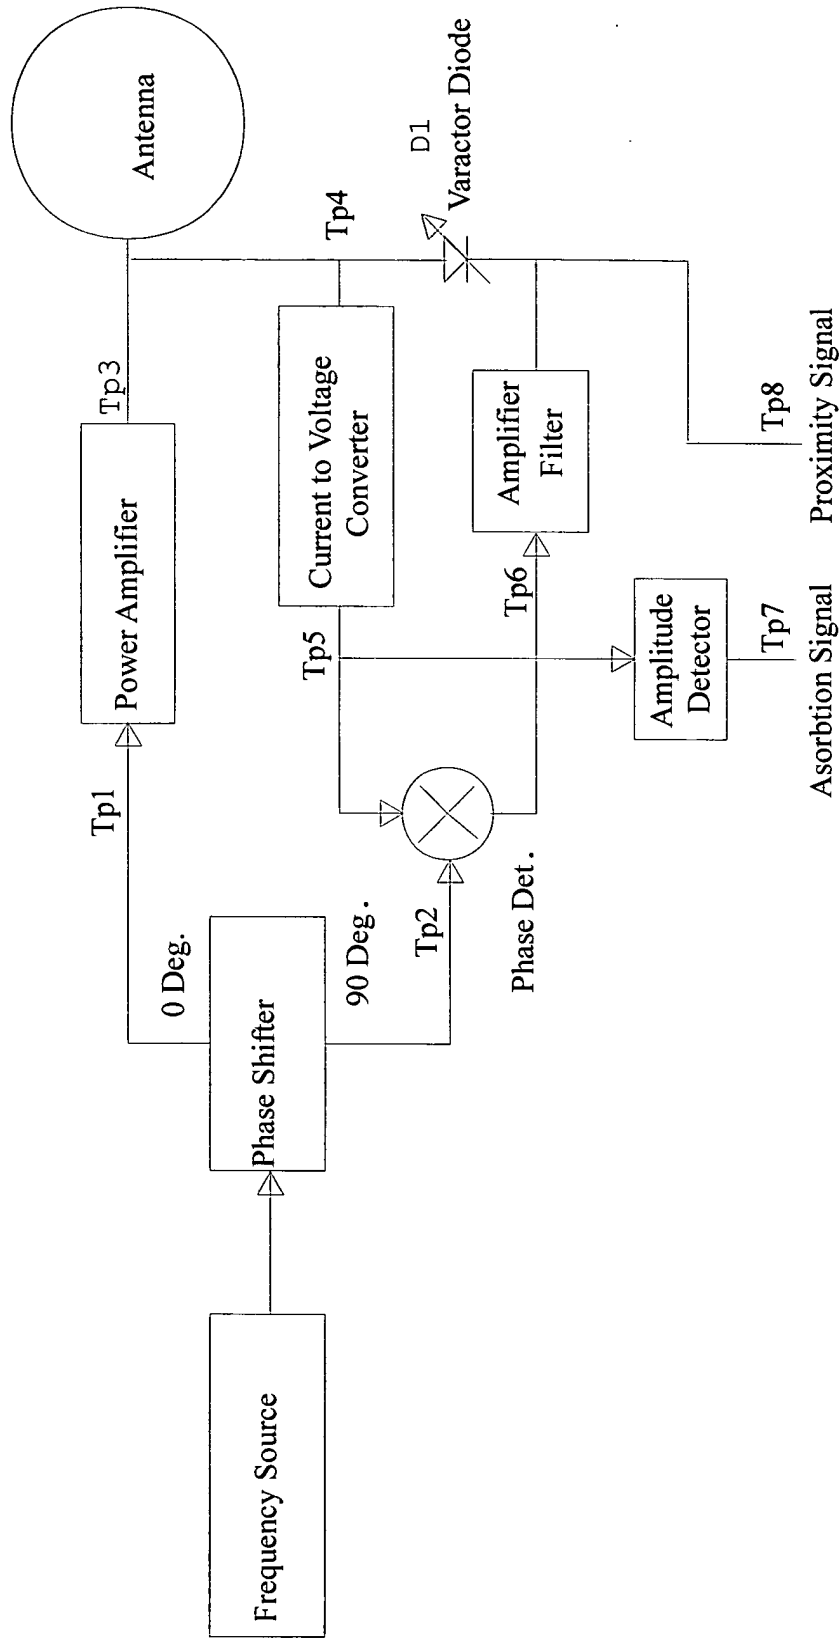 Frequency Source
Phase Shifter
0 Deg.
90 Deg.
Tp1
Tp2
Phase Det.
Power Amplifier
Tp3
Antenna
Tp5
Current to Voltage
Converter
Tp4
Tp6
Amplifier
Filter
D1
Varactor Diode
Amplitude
Detector
Tp7
Asorbtion Signal
Tp8
Proximity Signal